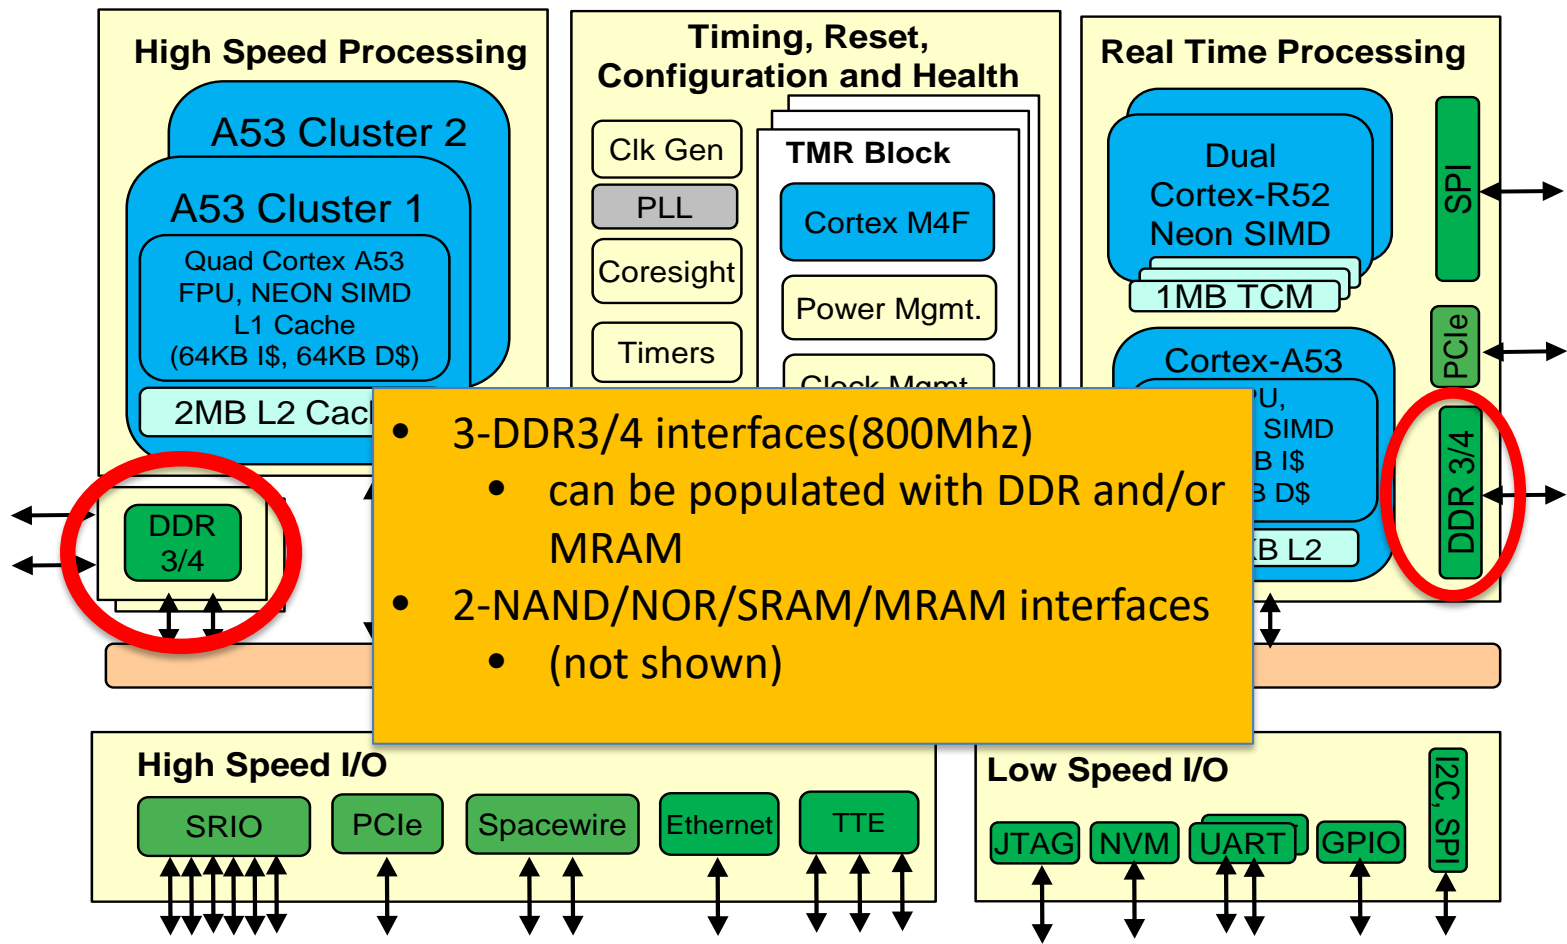 High Speed Processing
A53 Cluster 2
A53 Cluster 1
Quad Cortex A53
FPU, NEON SIMD
L1 Cache
(64KB I$, 64KB D$)
2MB L2
DDR
3/4
Timing, Reset,
Configuration and Health
Clk Gen
PLL
Coresight
Timers
TMR Block
Cortex M4F
Power Mgmt.
Clock Mgmt.
Real Time Processing
Dual
Cortex-R52
Neon SIMD
1MB TCM
Cortex-A53
SIMD
I$
D$
L2
SPI
PCIe
DDR 3/4
• 3-DDR3/4 interfaces(800Mhz)
• can be populated with DDR and/or
MRAM
• 2-NAND/NOR/SRAM/MRAM interfaces
• (not shown)
High Speed I/O
SRIO
PCIe
Spacewire
Ethernet
TTE
Low Speed I/O
JTAG
NVM
UART
GPIO
I2C, SPI